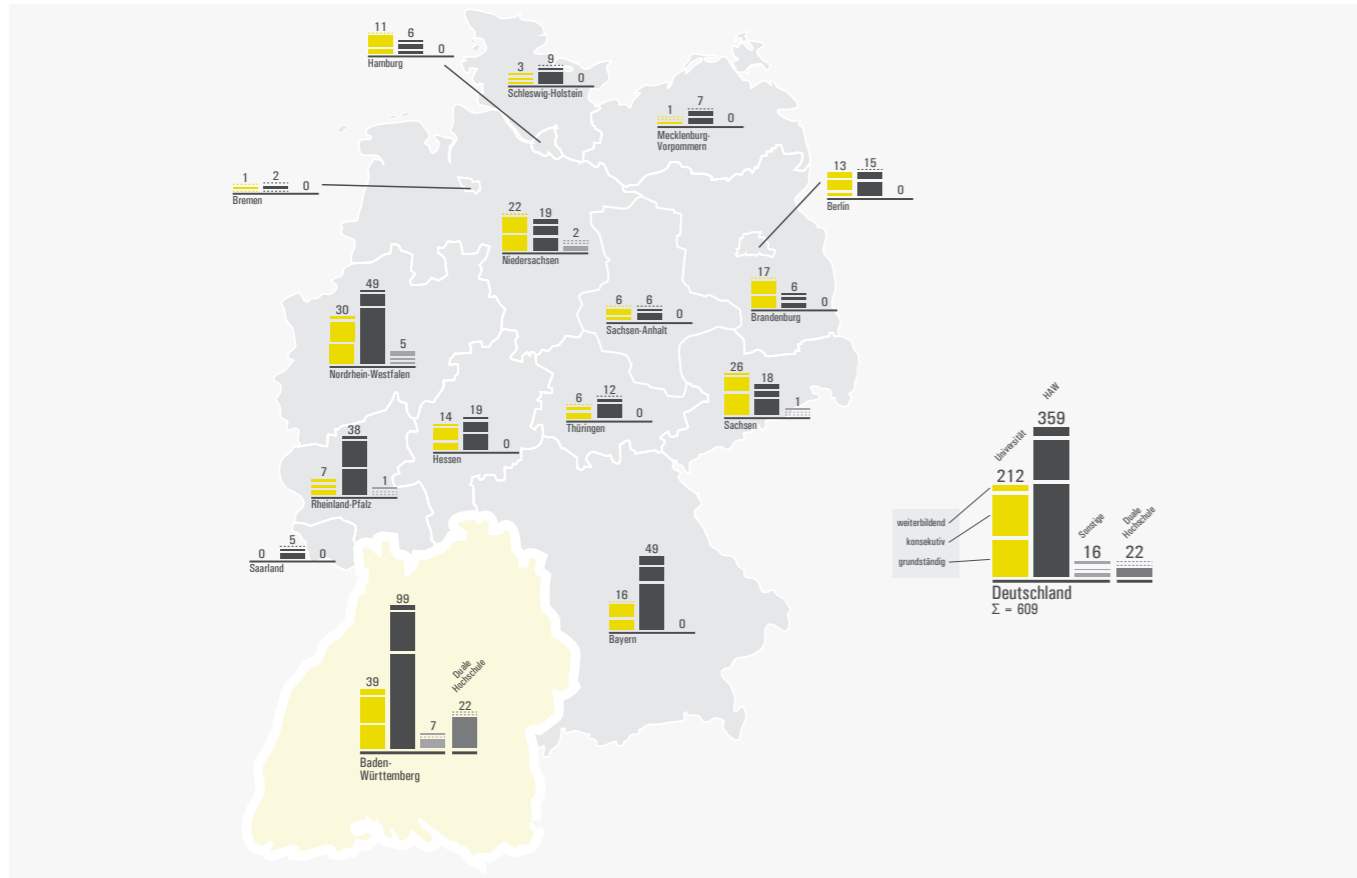 11 6 0
Hamburg
3 9 0
Schleswig-Holstein
1 7 0
Mecklenburg-
Vorpommern
1 2 0
Bremen
13 15 0
Berlin
22 19 2
Niedersachsen
17 6 0
Brandenburg
30 49 5
Nordrhein-Westfalen
6 6 0
Sachsen-Anhalt
26 18 1
Sachsen
6 12 0
Thüringen
14 19 0
Hessen
7 38 1
Rheinland-Pfalz
0 5 0
Saarland
16 49 0
Bayern
99
39
7
22
Duale
Hochschule
Baden-
Württemberg
HAW
359
Universität
212
Sonstige
16
Duale
Hochschule
22
weiterbildend
konsekutiv
grundständig
Deutschland
Σ = 609